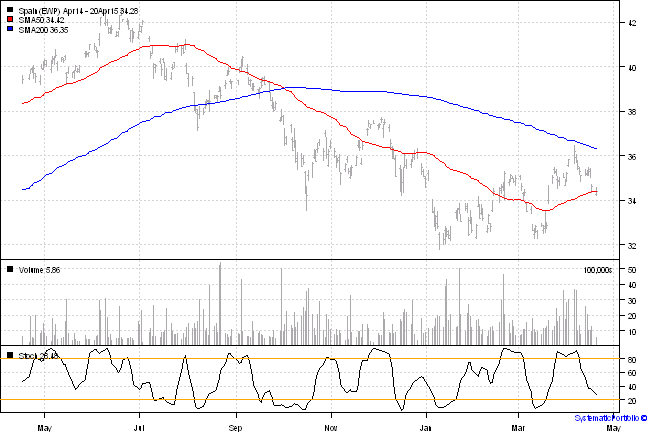 Spain (EWP) Apr14 - 20Apr15 34.28
SMA50 34.42
SMA200 36.35
42
40
38
36
34
32
Volume 5.86
100,000s
50
40
30
20
10
Stoch 26.48
80
60
40
20
May
Jul
Sep
Nov
Jan
Mar
May
SystematicPortfolio ©